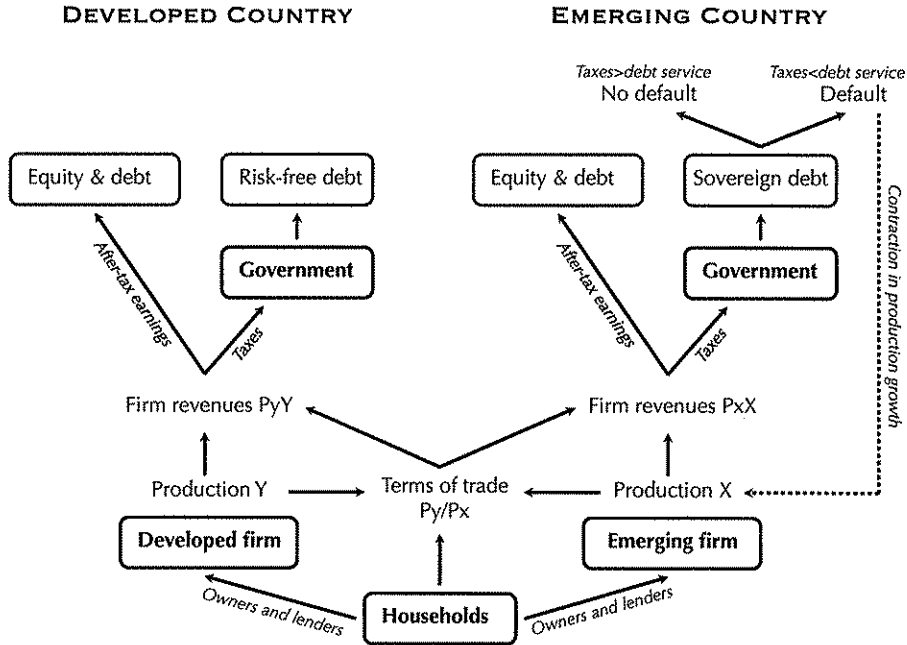 DEVELOPED COUNTRY
EMERGING COUNTRY
Taxes>debt service
No default
Taxes<debt service
Default
Equity & debt
Risk-free debt
Equity & debt
Sovereign debt
Government
Government
After-tax earnings
Taxes
After-tax earnings
Taxes
Contraction in production growth
Firm revenues PyY
Firm revenues PxX
Production Y
Terms of trade
Py/Px
Production X
Developed firm
Emerging firm
Owners and lenders
Households
Owners and lenders